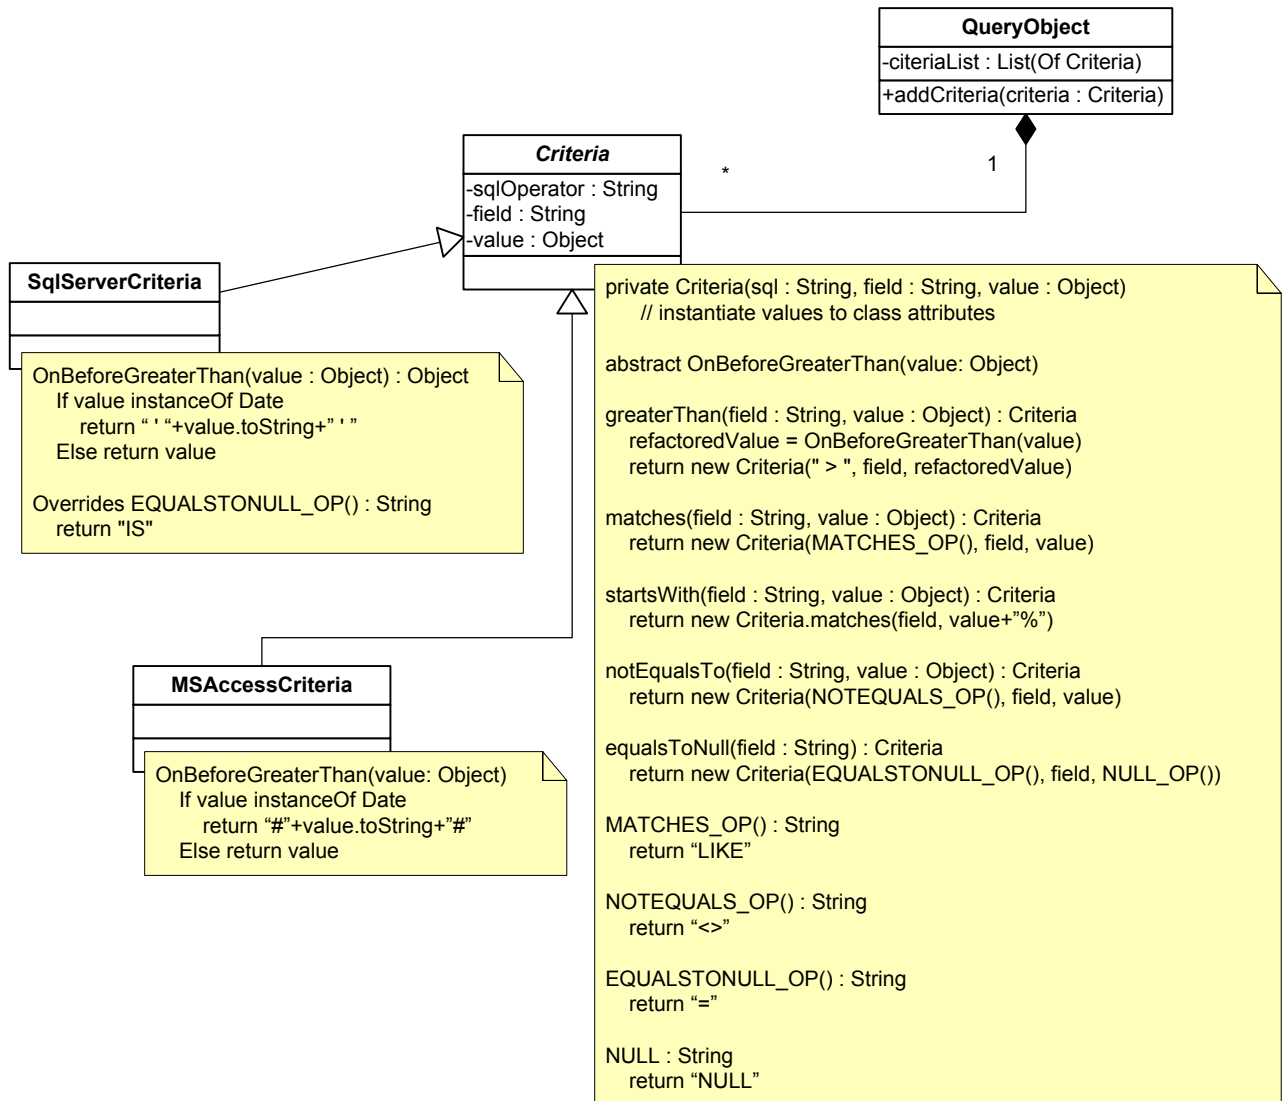 QueryObject
-citeriaList : List(Of Criteria)
+addCriteria(criteria : Criteria)
1
*
Criteria
-sqlOperator : String
-field : String
-value : Object
SqlServerCriteria
OnBeforeGreaterThan(value : Object) : Object
If value instanceOf Date
return “ ' “+value.toString+” ' ”
Else return value
Overrides EQUALSTONULL_OP() : String
return "IS"
MSAccessCriteria
OnBeforeGreaterThan(value: Object)
If value instanceOf Date
return “#”+value.toString+”#”
Else return value
private Criteria(sql : String, field : String, value : Object)
// instantiate values to class attributes
abstract OnBeforeGreaterThan(value: Object)
greaterThan(field : String, value : Object) : Criteria
refactoredValue = OnBeforeGreaterThan(value)
return new Criteria(" > ", field, refactoredValue)
matches(field : String, value : Object) : Criteria
return new Criteria(MATCHES_OP(), field, value)
startsWith(field : String, value : Object) : Criteria
return new Criteria.matches(field, value+”%”)
notEqualsTo(field : String, value : Object) : Criteria
return new Criteria(NOTEQUALS_OP(), field, value)
equalsToNull(field : String) : Criteria
return new Criteria(EQUALSTONULL_OP(), field, NULL_OP())
MATCHES_OP() : String
return “LIKE”
NOTEQUALS_OP() : String
return “<>”
EQUALSTONULL_OP() : String
return “=”
NULL : String
return “NULL”